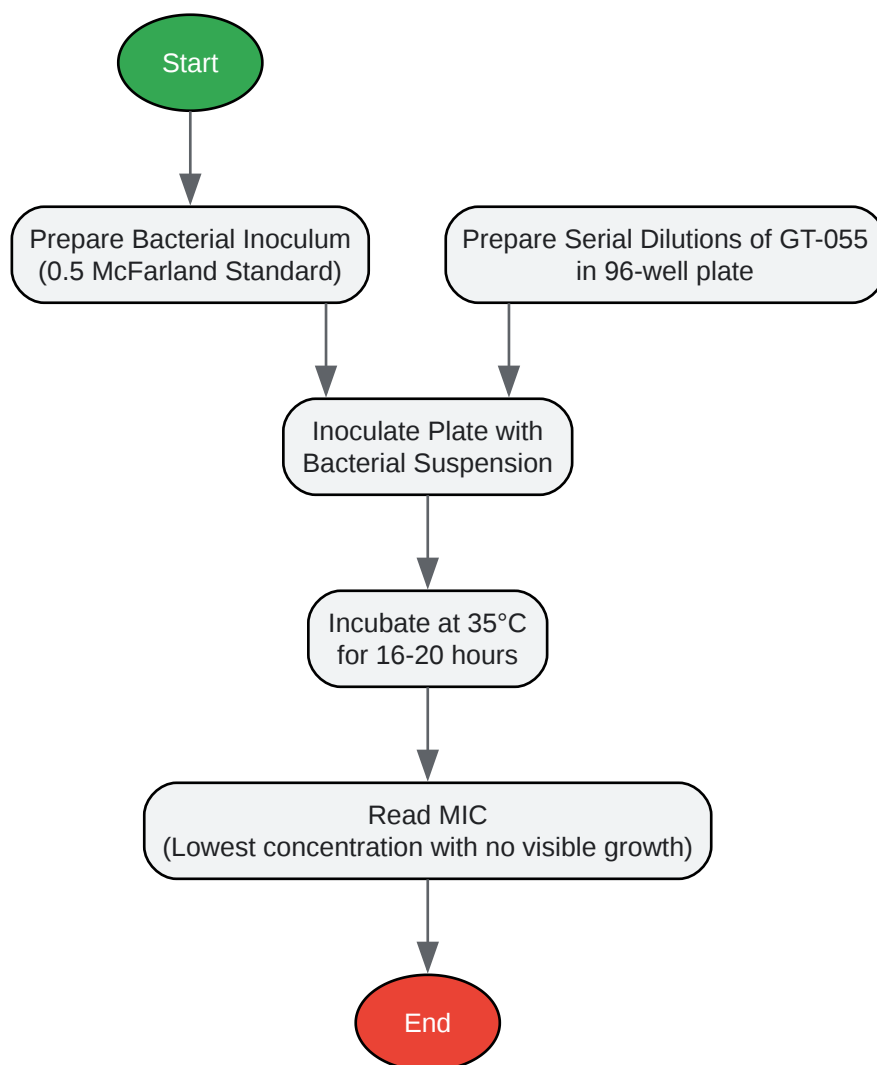 Start
Prepare Bacterial Inoculum
(0.5 McFarland Standard)
Prepare Serial Dilutions of GT-055
in 96-well plate
Inoculate Plate with
Bacterial Suspension
Incubate at 35°C
for 16-20 hours
Read MIC
(Lowest concentration with no visible growth)
End